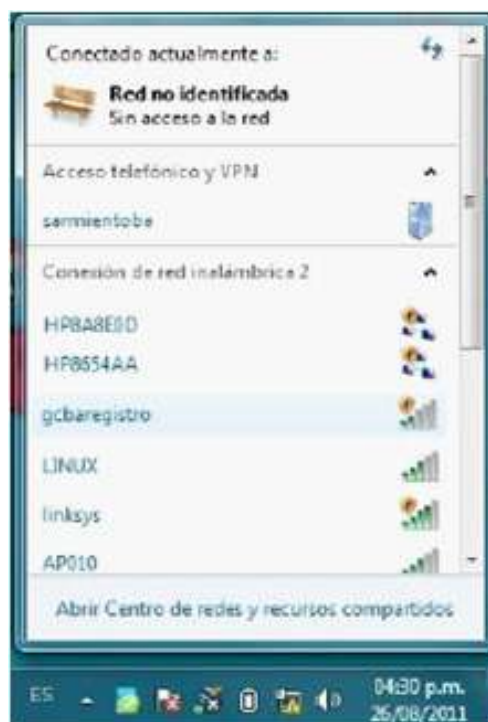 Conectado actualmente a:
Red no identificada
Sin acceso a la red
Acceso telefónico y VPN
sarmientoba
Conexión de red inalámbrica 2
HP8A8E0D
HP8654AA
gcbaregistro
LINUX
linksys
AP010
Abrir Centro de redes y recursos compartidos
ES
04:30 p.m.
26/08/2011